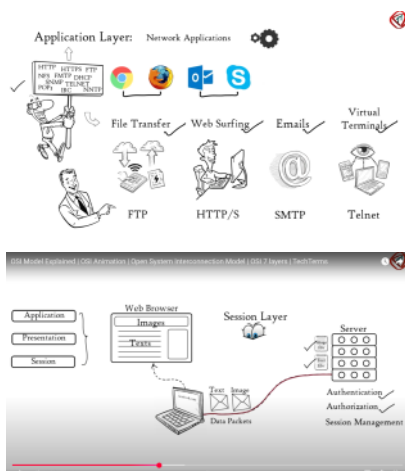 Application Layer: Network Applications
HTTP HTTPS FTP
NFS FMTP DHCP
SNMP TELNET
POP3 IRC NNTP
File Transfer
Web Surfing
Emails
Virtual
Terminals
FTP
HTTP/S
SMTP
Telnet
OSI Model Explained | OSI Animation | Open System Interconnection Model | OSI 7 layers | TechTerms
Application
Presentation
Session
Web Browser
Images
Texts
Session Layer
Server
Text Image
Data Packets
Authentication
Authorization
Session Management